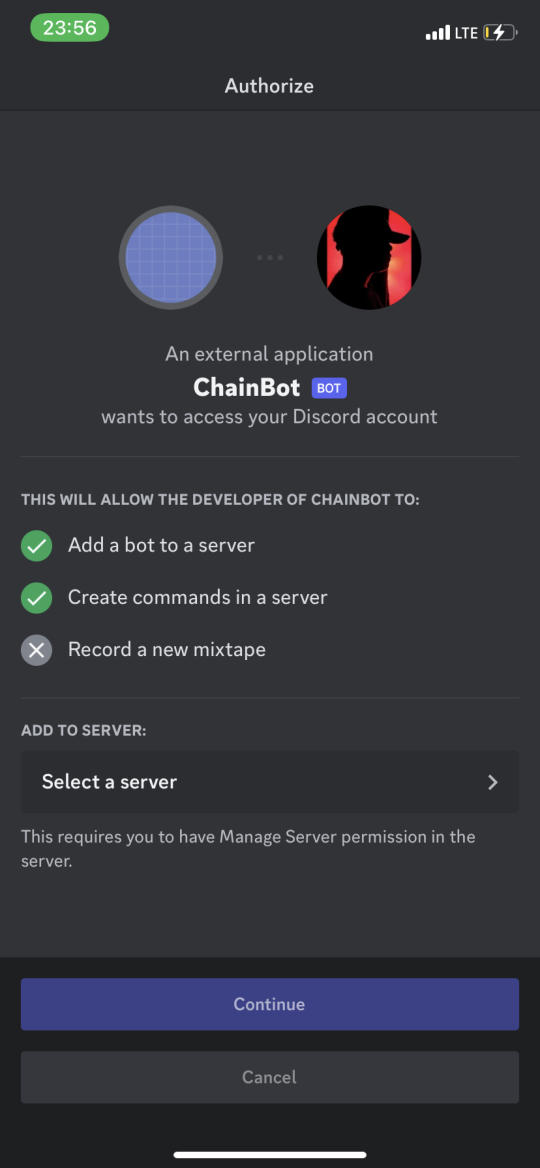 23:56
LTE
Authorize
An external application
ChainBot BOT
wants to access your Discord account
THIS WILL ALLOW THE DEVELOPER OF CHAINBOT TO:
Add a bot to a server
Create commands in a server
Record a new mixtape
ADD TO SERVER:
Select a server
This requires you to have Manage Server permission in the
server.
Continue
Cancel